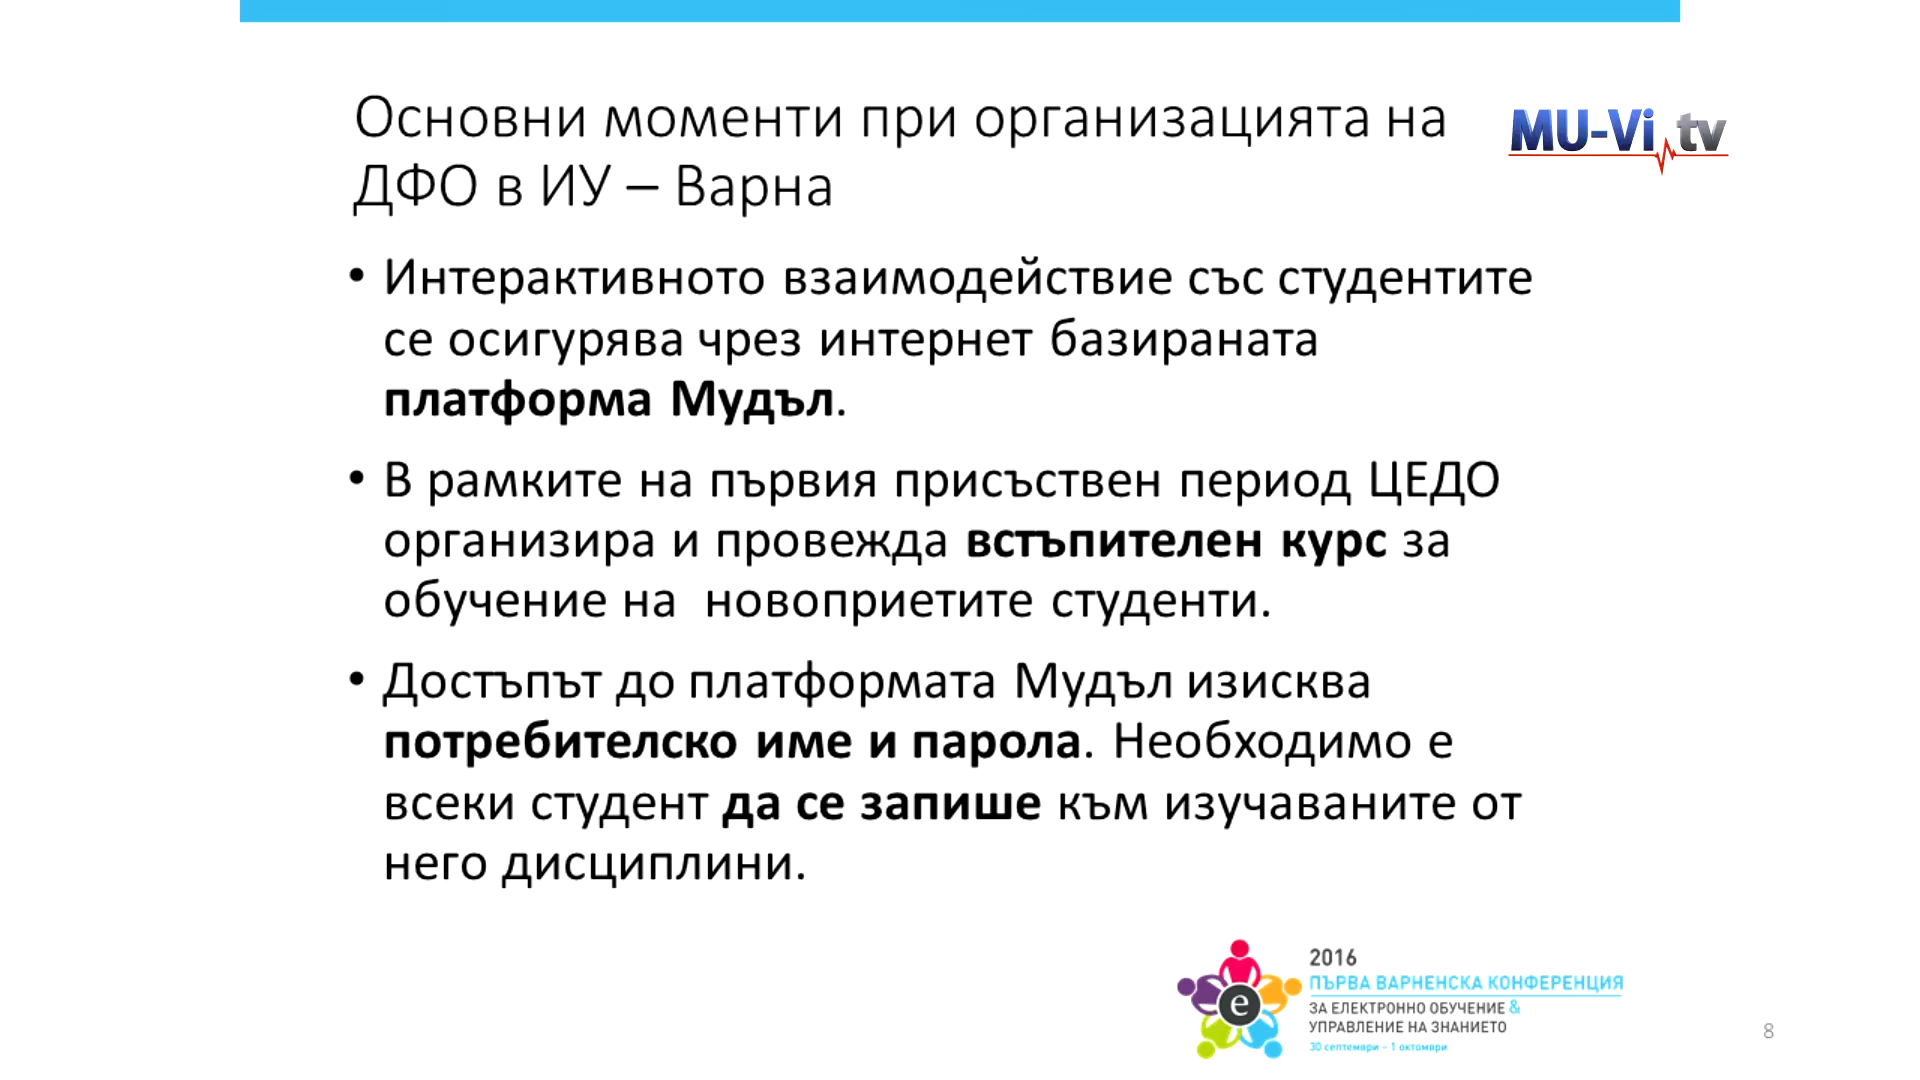 Основни моменти при организацията на
ДФО в ИУ – Варна
MU-Vi.tv
• Интерактивното взаимодействие със студентите
се осигурява чрез интернет базираната
платформа Мудъл.
• В рамките на първия присъствен период ЦЕДО
организира и провежда встъпителен курс за
обучение на  новоприетите студенти.
• Достъпът до платформата Мудъл изисква
потребителско име и парола. Необходимо е
всеки студент да се запише към изучаваните от
него дисциплини.
e
2016
ПЪРВА ВАРНЕНСКА КОНФЕРЕНЦИЯ
ЗА ЕЛЕКТРОННО ОБУЧЕНИЕ &
УПРАВЛЕНИЕ НА ЗНАНИЕТО
30 септември – 1 октомври
8